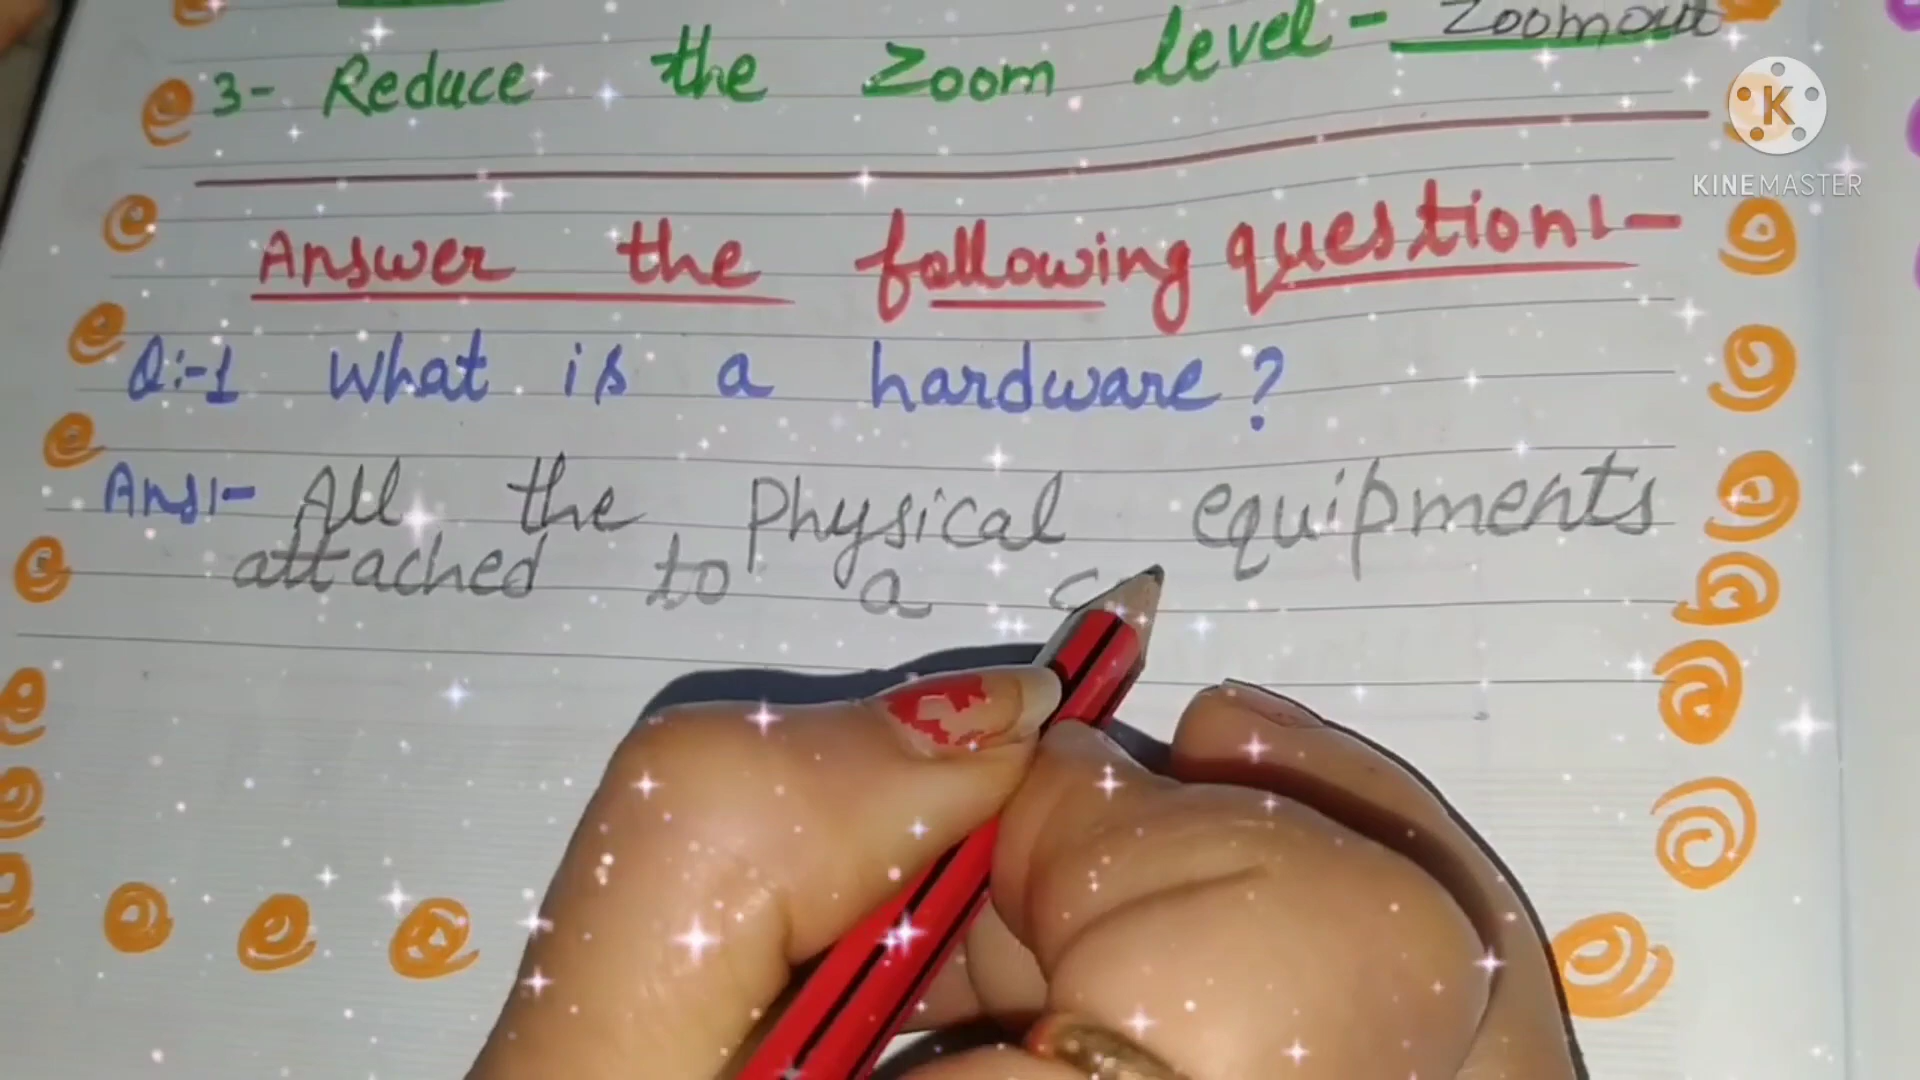 3- Reduce the Zoom level- Zoomout
K
KINEMASTER
Answer the following questions-
Q:-1 What is a hardware?
Ans:- All the Physical equipments
attached to a c